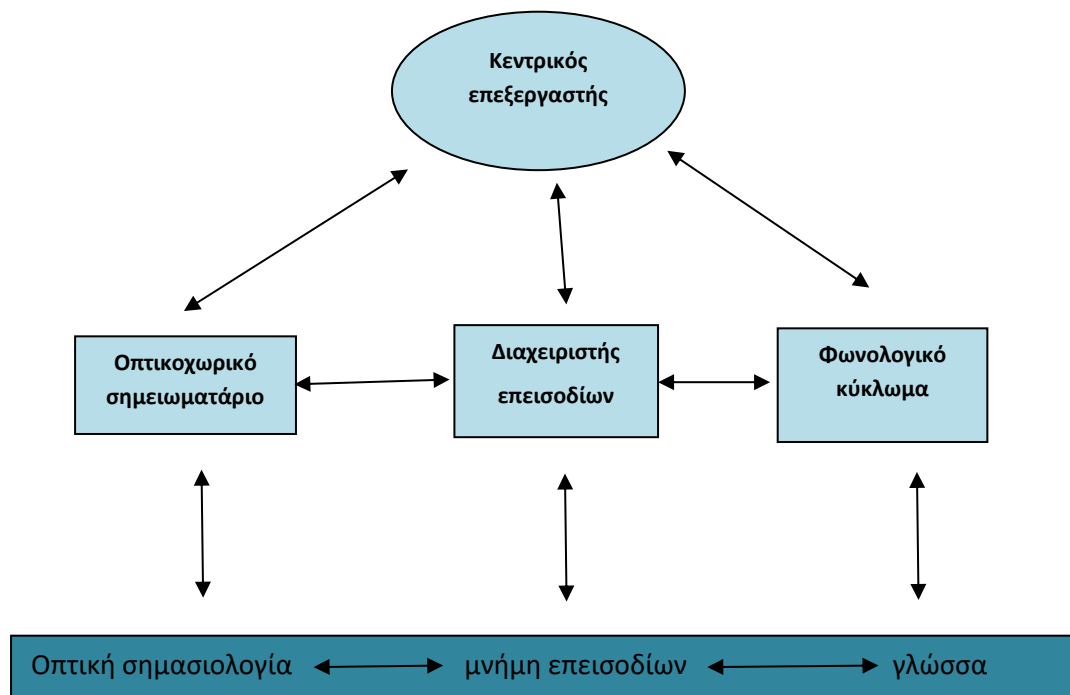 Κεντρικός
επεξεργαστής
Οπτικοχωρικό
σημειωματάριο
Διαχειριστής
επεισοδίων
Φωνολογικό
κύκλωμα
Οπτική σημασιολογία μνήμη επεισοδίων γλώσσα